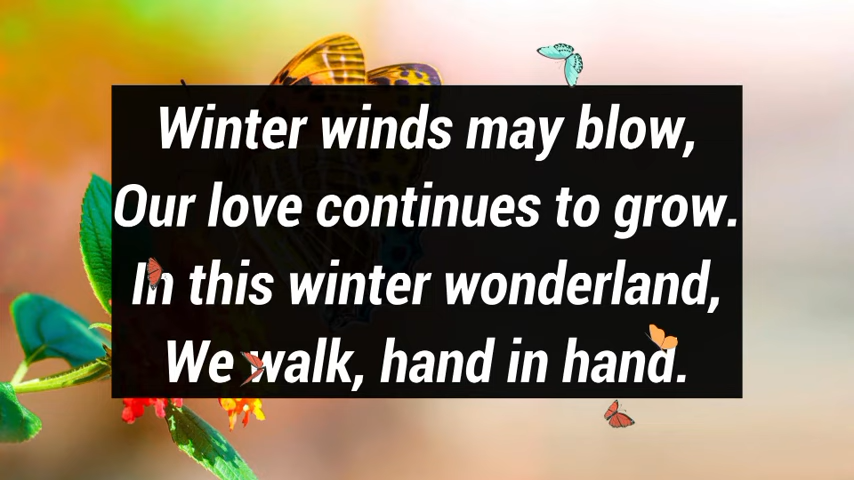 Winter winds may blow,
Our love continues to grow.
In this winter wonderland,
We walk, hand in hand.